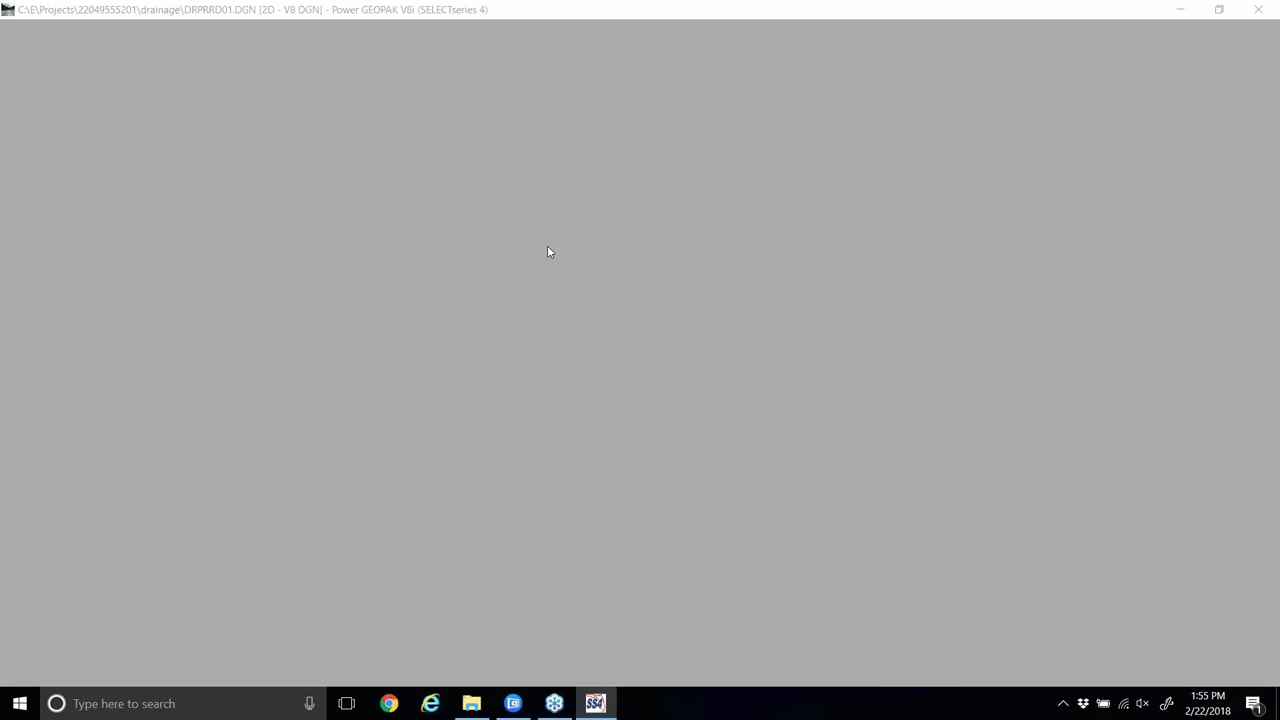 C:\E\Projects\22049555201\drainage\DRPRRD01.DGN [2D - V8 DGN] - Power GEOPAK V8i (SELECTseries 4)
Type here to search
SS4
1:55 PM
2/22/2018
1